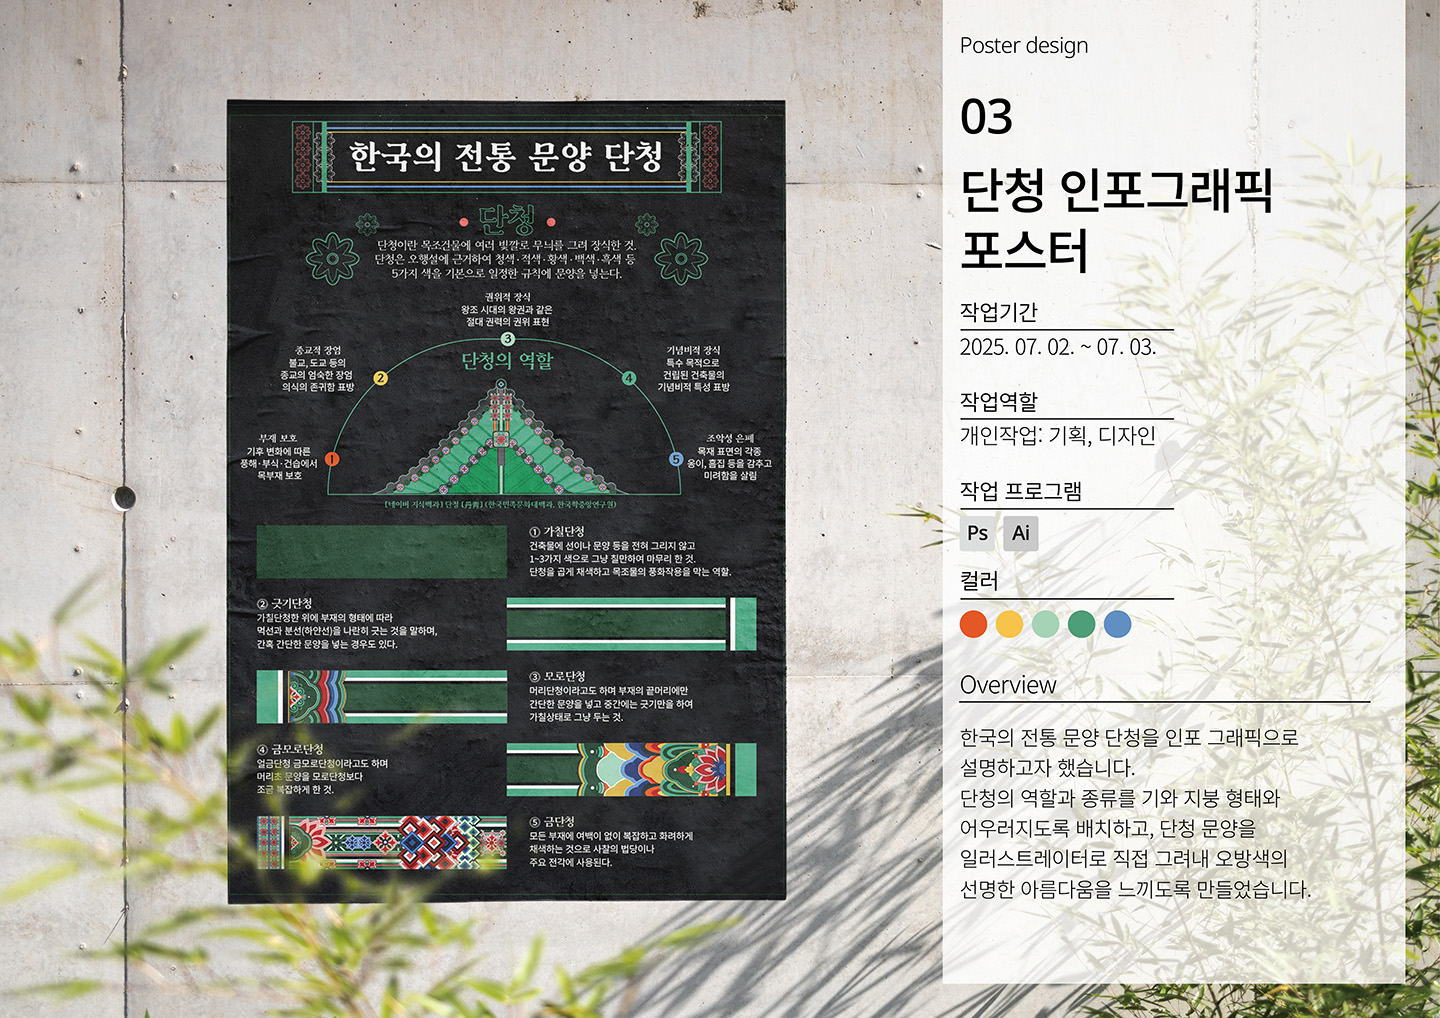 한국의 전통 문양 단청
단청
단청이란 목조건물에 여러 빛깔로 무늬를 그려 장식한 것.
단청은 오행설에 근거하여 청색·적색·황색·백색·흑색 등
5가지 색을 기본으로 일정한 규칙에 문양을 넣는다.
권위적 장식
왕조 시대의 왕권과 같은
절대 권력의 권위 표현
3
단청의 역할
종교적 장엄
불교, 도교 등의
종교의 엄숙한 장엄
의식의 존귀함 표방
2
기념비적 장식
특수 목적으로
건립된 건축물의
기념비적 특성 표방
4
부재 보호
기후 변화에 따른
풍해·부식·건습에서
목부재 보호
1
조악성 은폐
목재 표면의 각종
옹이, 흠집 등을 감추고
미려함을 살림
5
[네이버 지식백과] 단청 [丹靑] (한국민족문화대백과, 한국학중앙연구원)
① 가칠단청
건축물에 선이나 문양 등을 전혀 그리지 않고
1~3가지 색으로 그냥 칠만하여 마무리 한 것.
단청을 곱게 채색하고 목조물의 풍화작용을 막는 역할.
② 긋기단청
가칠단청한 위에 부재의 형태에 따라
먹선과 분선(하얀선)을 나란히 긋는 것을 말하며,
간혹 간단한 문양을 넣는 경우도 있다.
③ 모로단청
머리단청이라고도 하며 부재의 끝머리에만
간단한 문양을 넣고 중간에는 긋기만을 하여
가칠상태로 그냥 두는 것.
④ 금모로단청
얼금단청 금모로단청이라고도 하며
머리초 문양을 모로단청보다
조금 복잡하게 한 것.
⑤ 금단청
모든 부재에 여백이 없이 복잡하고 화려하게
채색하는 것으로 사찰의 법당이나
주요 전각에 사용된다.
Poster design
03
단청 인포그래픽
포스터
작업기간
2025. 07. 02. ~ 07. 03.
작업역할
개인작업: 기획, 디자인
작업 프로그램
Ps Ai
컬러
Overview
한국의 전통 문양 단청을 인포 그래픽으로
설명하고자 했습니다.
단청의 역할과 종류를 기와 지붕 형태와
어우러지도록 배치하고, 단청 문양을
일러스트레이터로 직접 그려내 오방색의
선명한 아름다움을 느끼도록 만들었습니다.